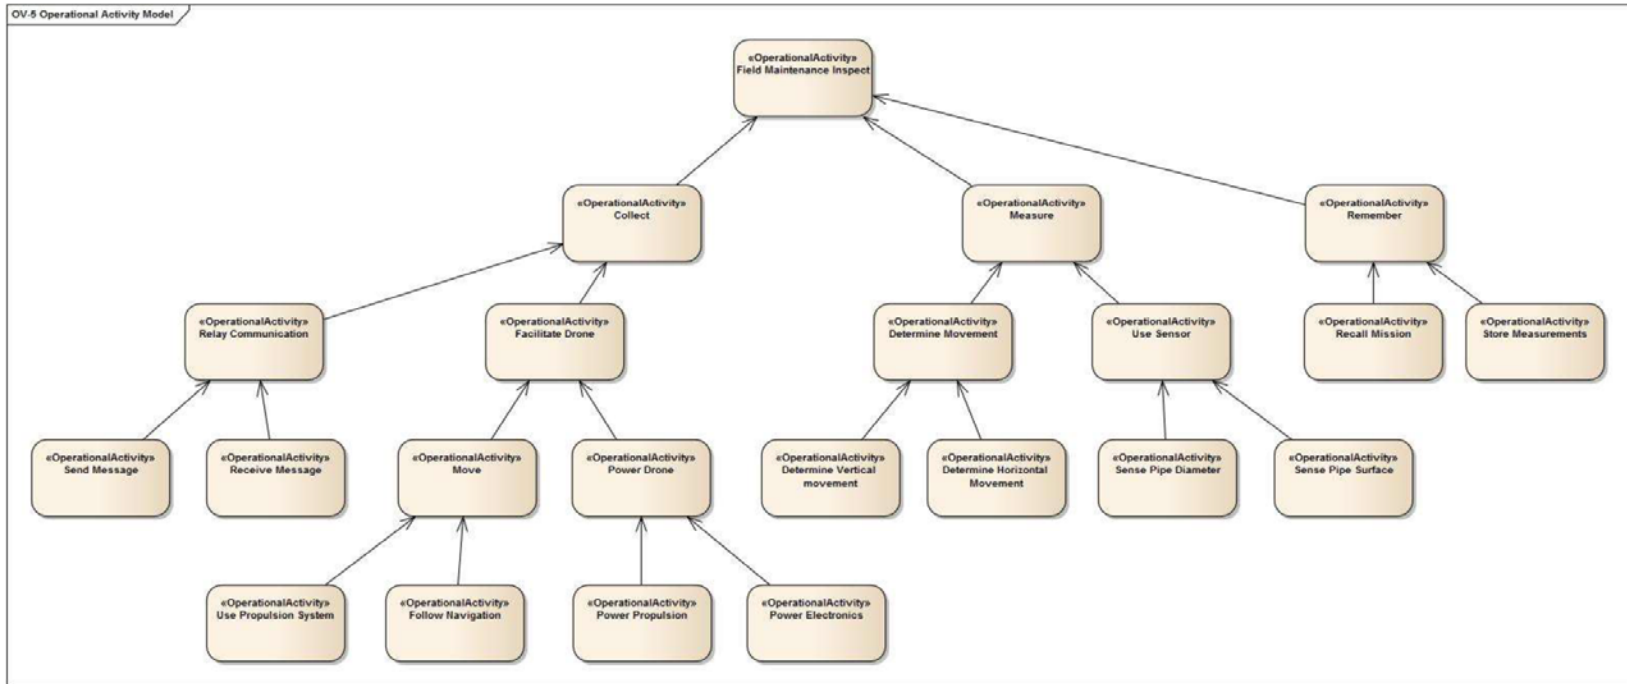 OV-5 Operational Activity Model
«OperationalActivity»
Field Maintenance Inspect
«OperationalActivity»
Collect
«OperationalActivity»
Measure
«OperationalActivity»
Remember
«OperationalActivity»
Relay Communication
«OperationalActivity»
Facilitate Drone
«OperationalActivity»
Determine Movement
«OperationalActivity»
Use Sensor
«OperationalActivity»
Recall Mission
«OperationalActivity»
Store Measurements
«OperationalActivity»
Send Message
«OperationalActivity»
Receive Message
«OperationalActivity»
Move
«OperationalActivity»
Power Drone
«OperationalActivity»
Determine Vertical
movement
«OperationalActivity»
Determine Horizontal
Movement
«OperationalActivity»
Sense Pipe Diameter
«OperationalActivity»
Sense Pipe Surface
«OperationalActivity»
Use Propulsion System
«OperationalActivity»
Follow Navigation
«OperationalActivity»
Power Propulsion
«OperationalActivity»
Power Electronics